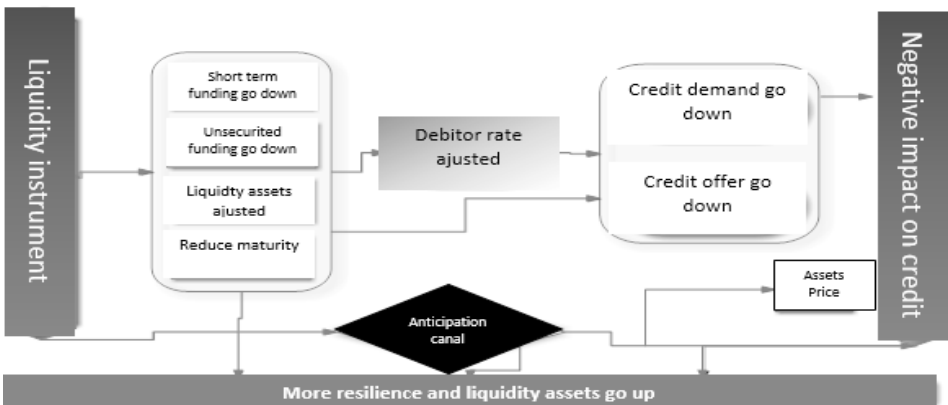 Liquidity instrument
Short term
funding go down
Unsecurited
funding go down
Liquidty assets
ajusted
Reduce maturity
Debitor rate
ajusted
Credit demand go
down
Credit offer go
down
Negative impact on credit
Assets
Price
Anticipation
canal
More resilience and liquidity assets go up